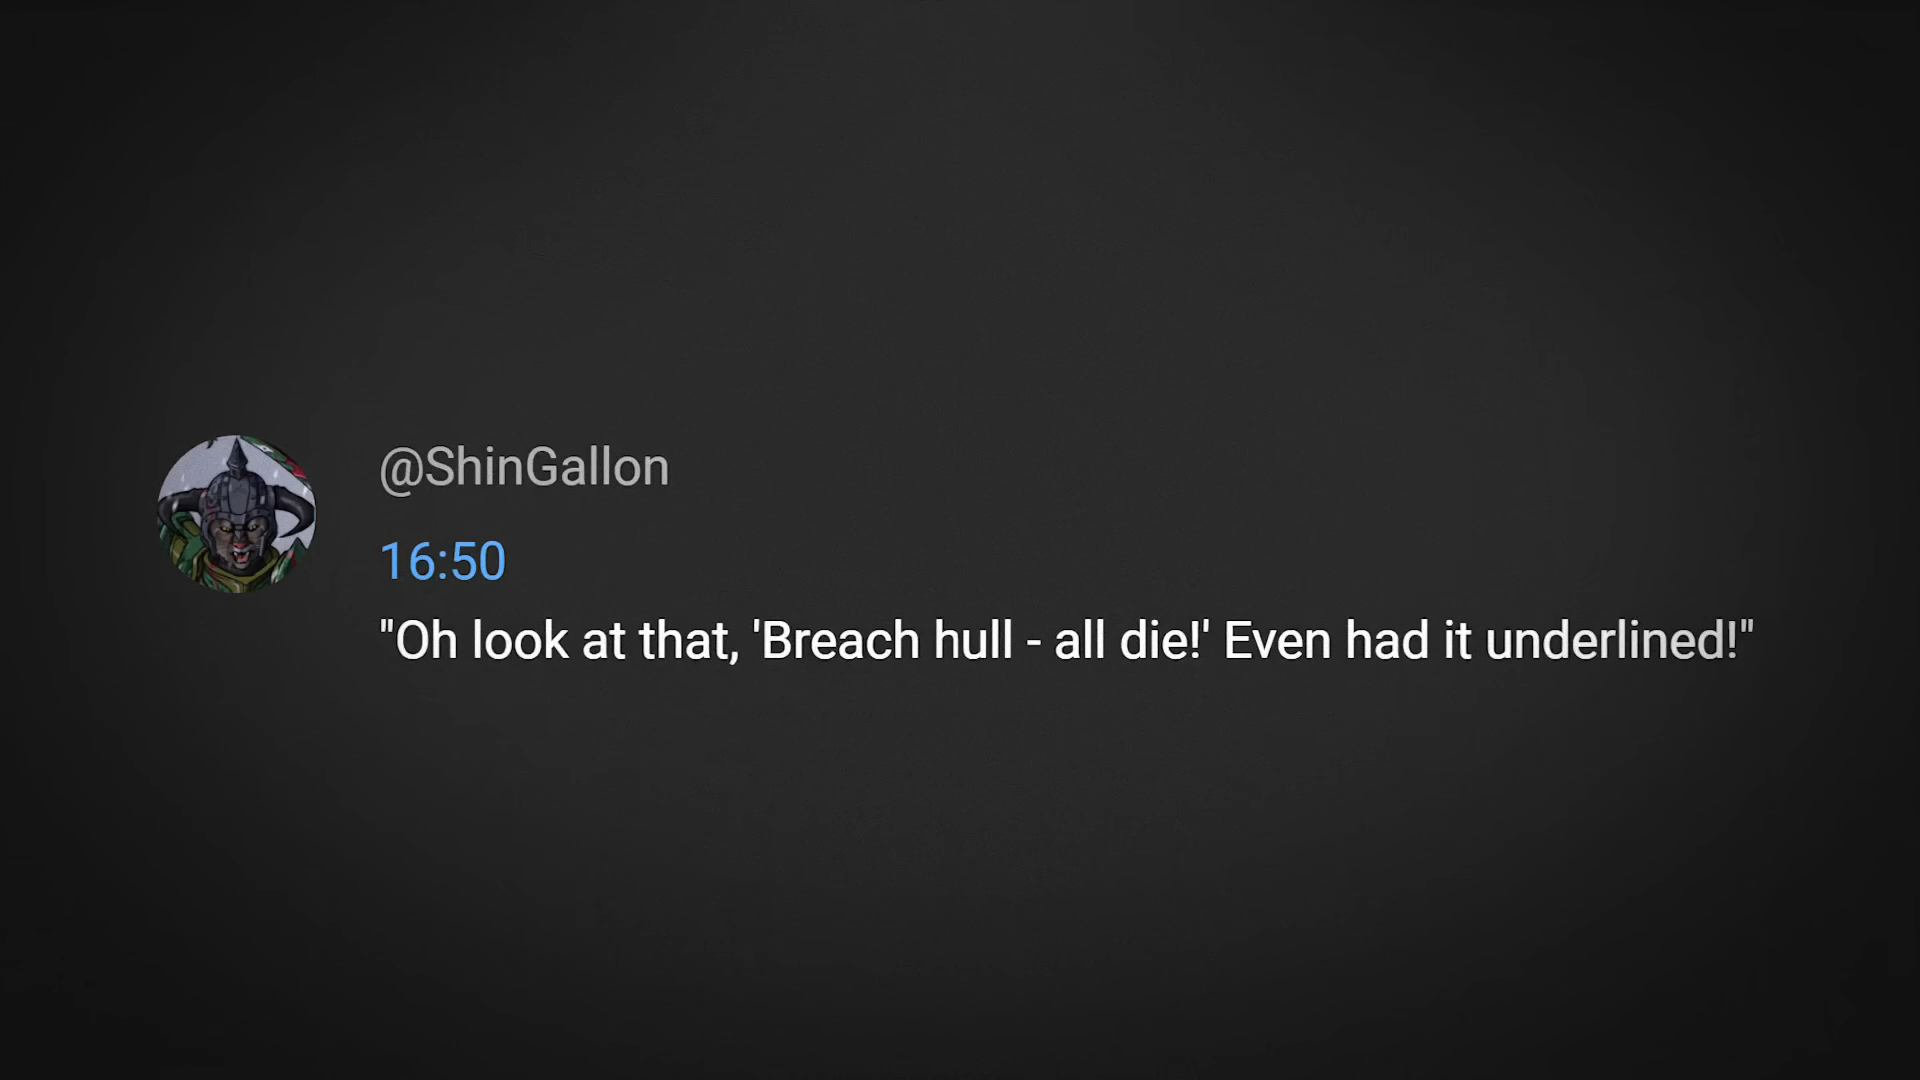 @ShinGallon
16:50
"Oh look at that, 'Breach hull - all die!' Even had it underlined!"